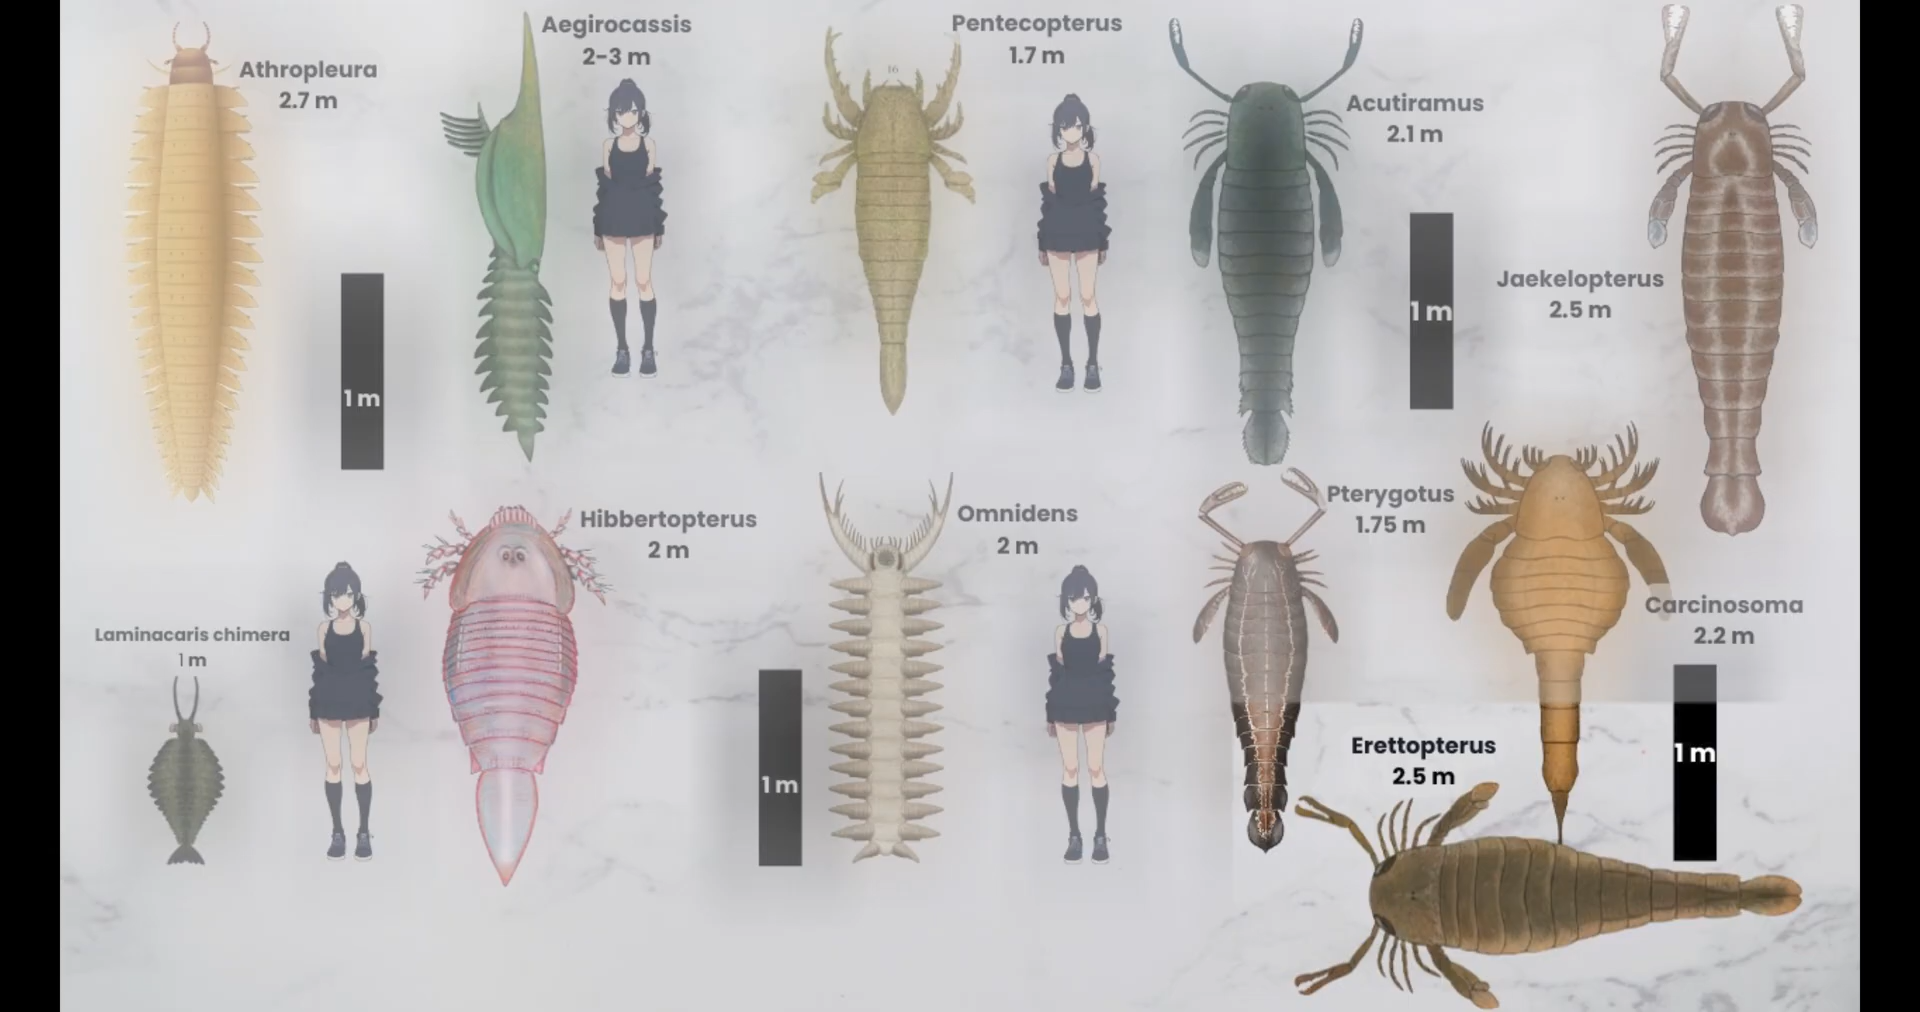 Athropleura
2.7 m
Aegirocassis
2-3 m
16
Pentecopterus
1.7 m
Acutiramus
2.1 m
1 m
1 m
Jaekelopterus
2.5 m
Hibbertopterus
2 m
Omnidens
2 m
Pterygotus
1.75 m
Carcinosoma
2.2 m
Laminacaris chimera
1 m
1 m
1 m
Erettopterus
2.5 m